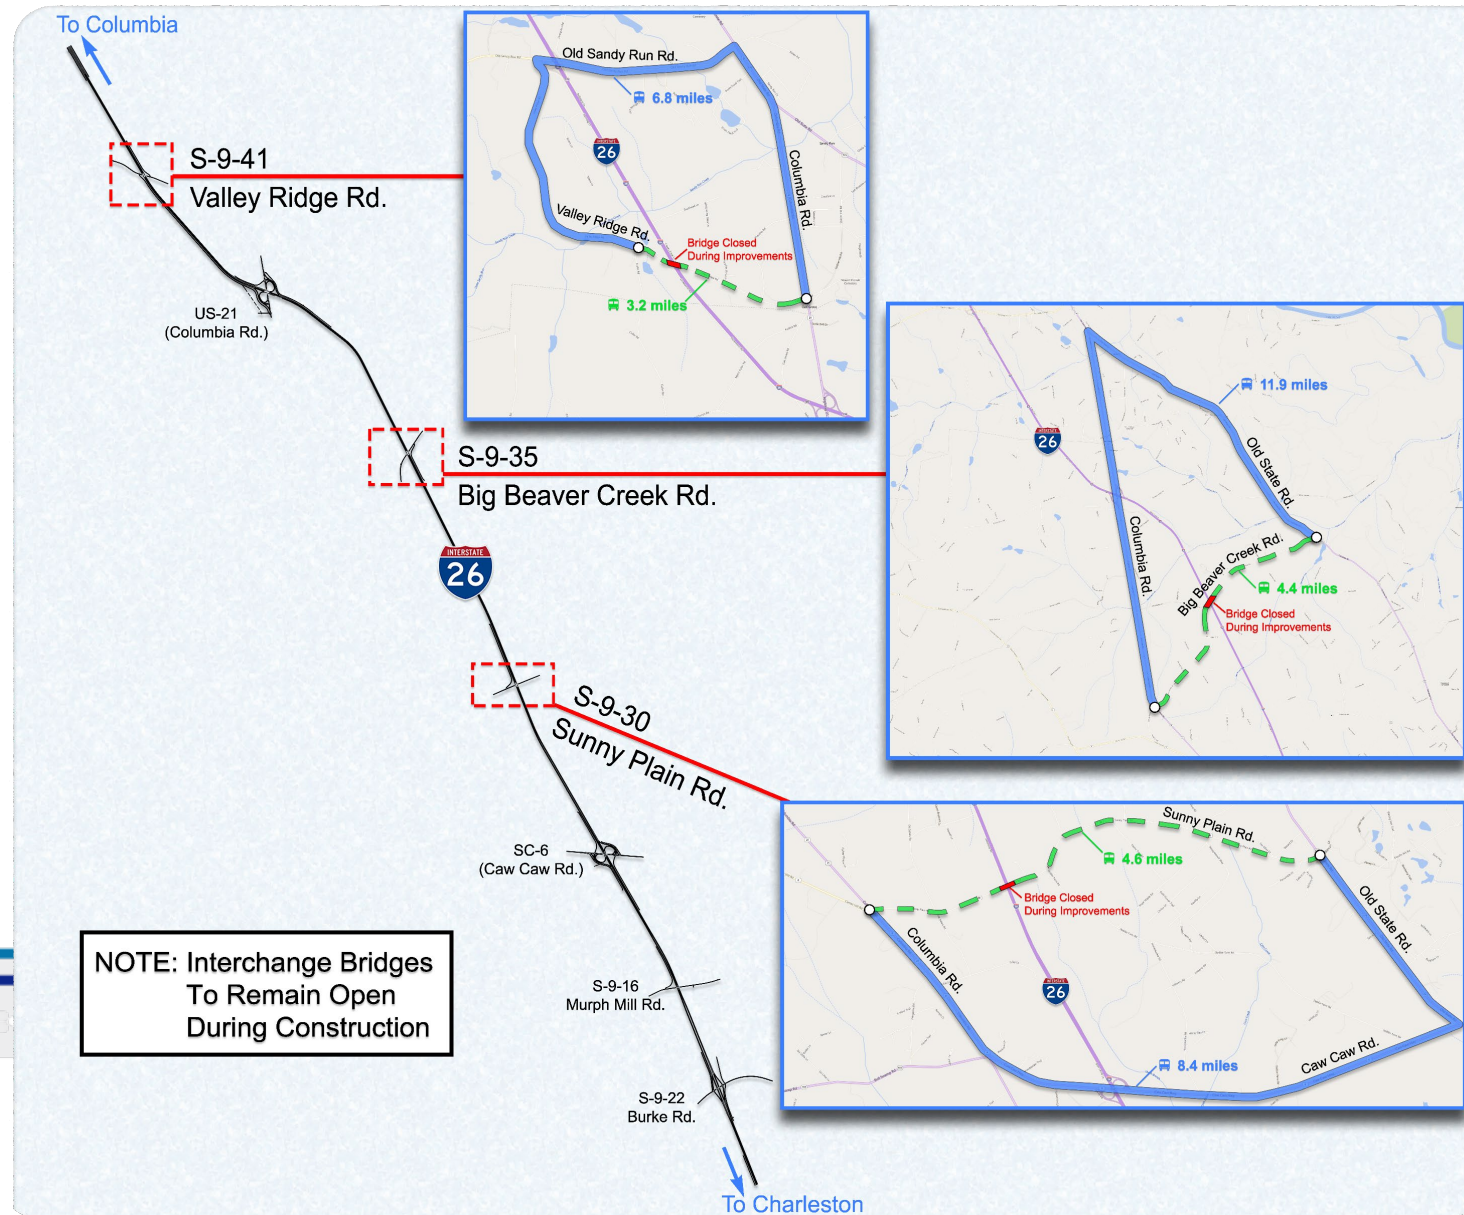 To Columbia
S-9-41
Valley Ridge Rd.
US-21
(Columbia Rd.)
S-9-35
Big Beaver Creek Rd.
INTERSTATE
26
S-9-30
Sunny Plain Rd.
SC-6
(Caw Caw Rd.)
S-9-16
Murph Mill Rd.
S-9-22
Burke Rd.
To Charleston
NOTE: Interchange Bridges
To Remain Open
During Construction
Old Sandy Run Rd.
6.8 miles
INTERSTATE
26
Columbia Rd.
Valley Ridge Rd.
Bridge Closed
During Improvements
3.2 miles
11.9 miles
INTERSTATE
26
Old State Rd.
Columbia Rd.
Big Beaver Creek Rd.
4.4 miles
Bridge Closed
During Improvements
Sunny Plain Rd.
4.6 miles
Bridge Closed
During Improvements
Old State Rd.
Columbia Rd.
INTERSTATE
26
Caw Caw Rd.
8.4 miles